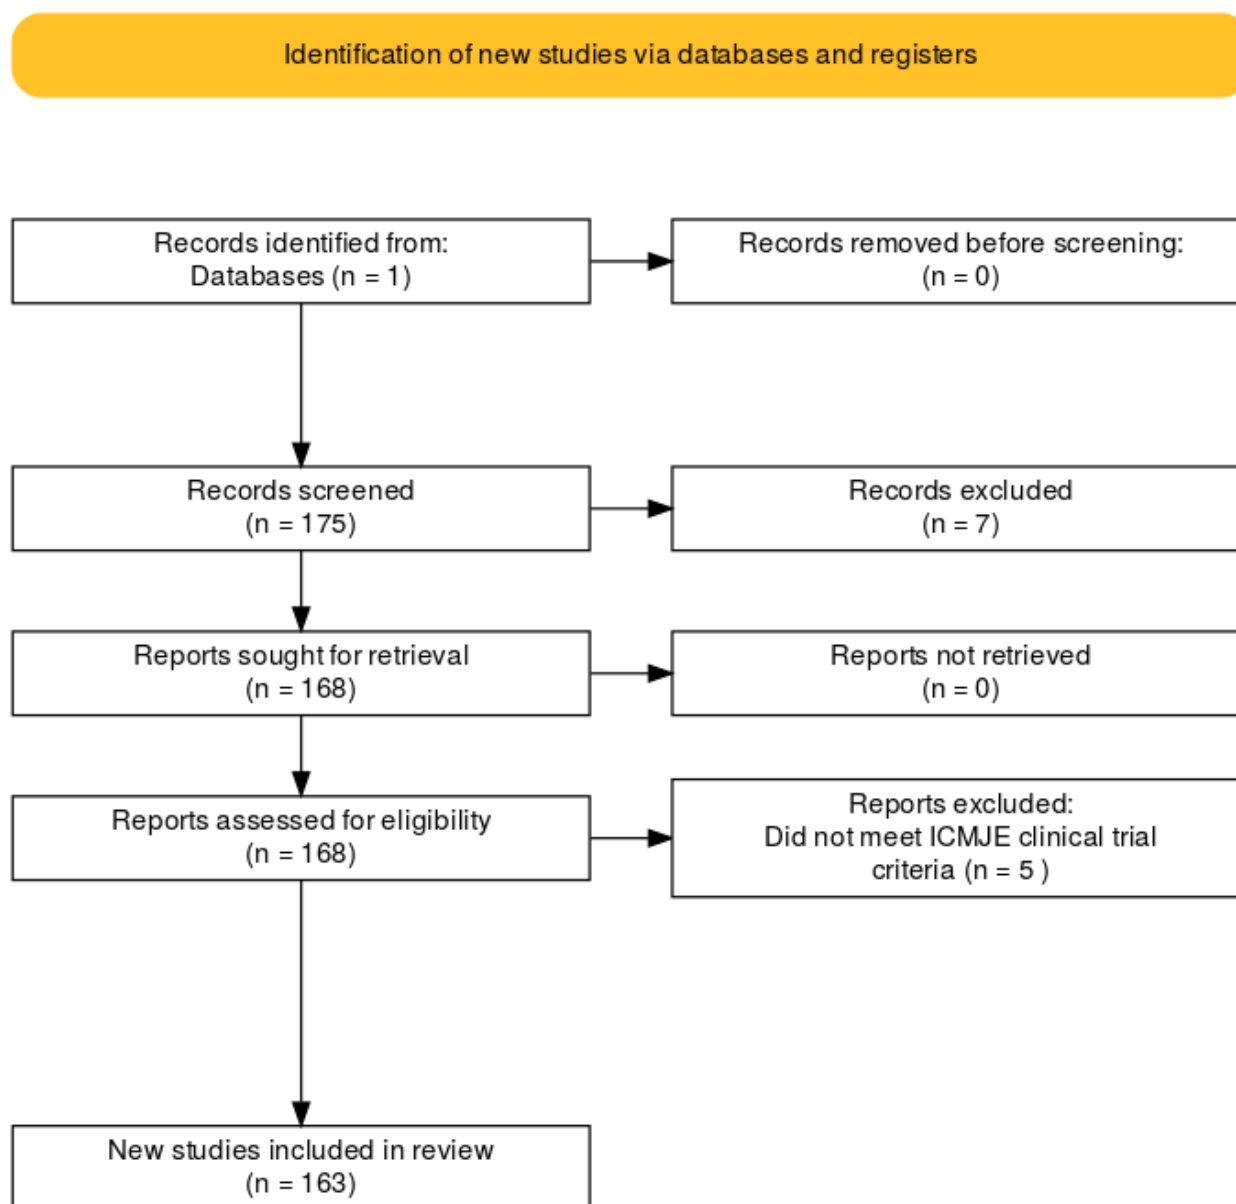 Identification of new studies via databases and registers
Records identified from:
Databases (n = 1)
Records removed before screening:
(n = 0)
Records screened
(n = 175)
Records excluded
(n = 7)
Reports sought for retrieval
(n = 168)
Reports not retrieved
(n = 0)
Reports assessed for eligibility
(n = 168)
Reports excluded:
Did not meet ICMJE clinical trial
criteria (n = 5 )
New studies included in review
(n = 163)